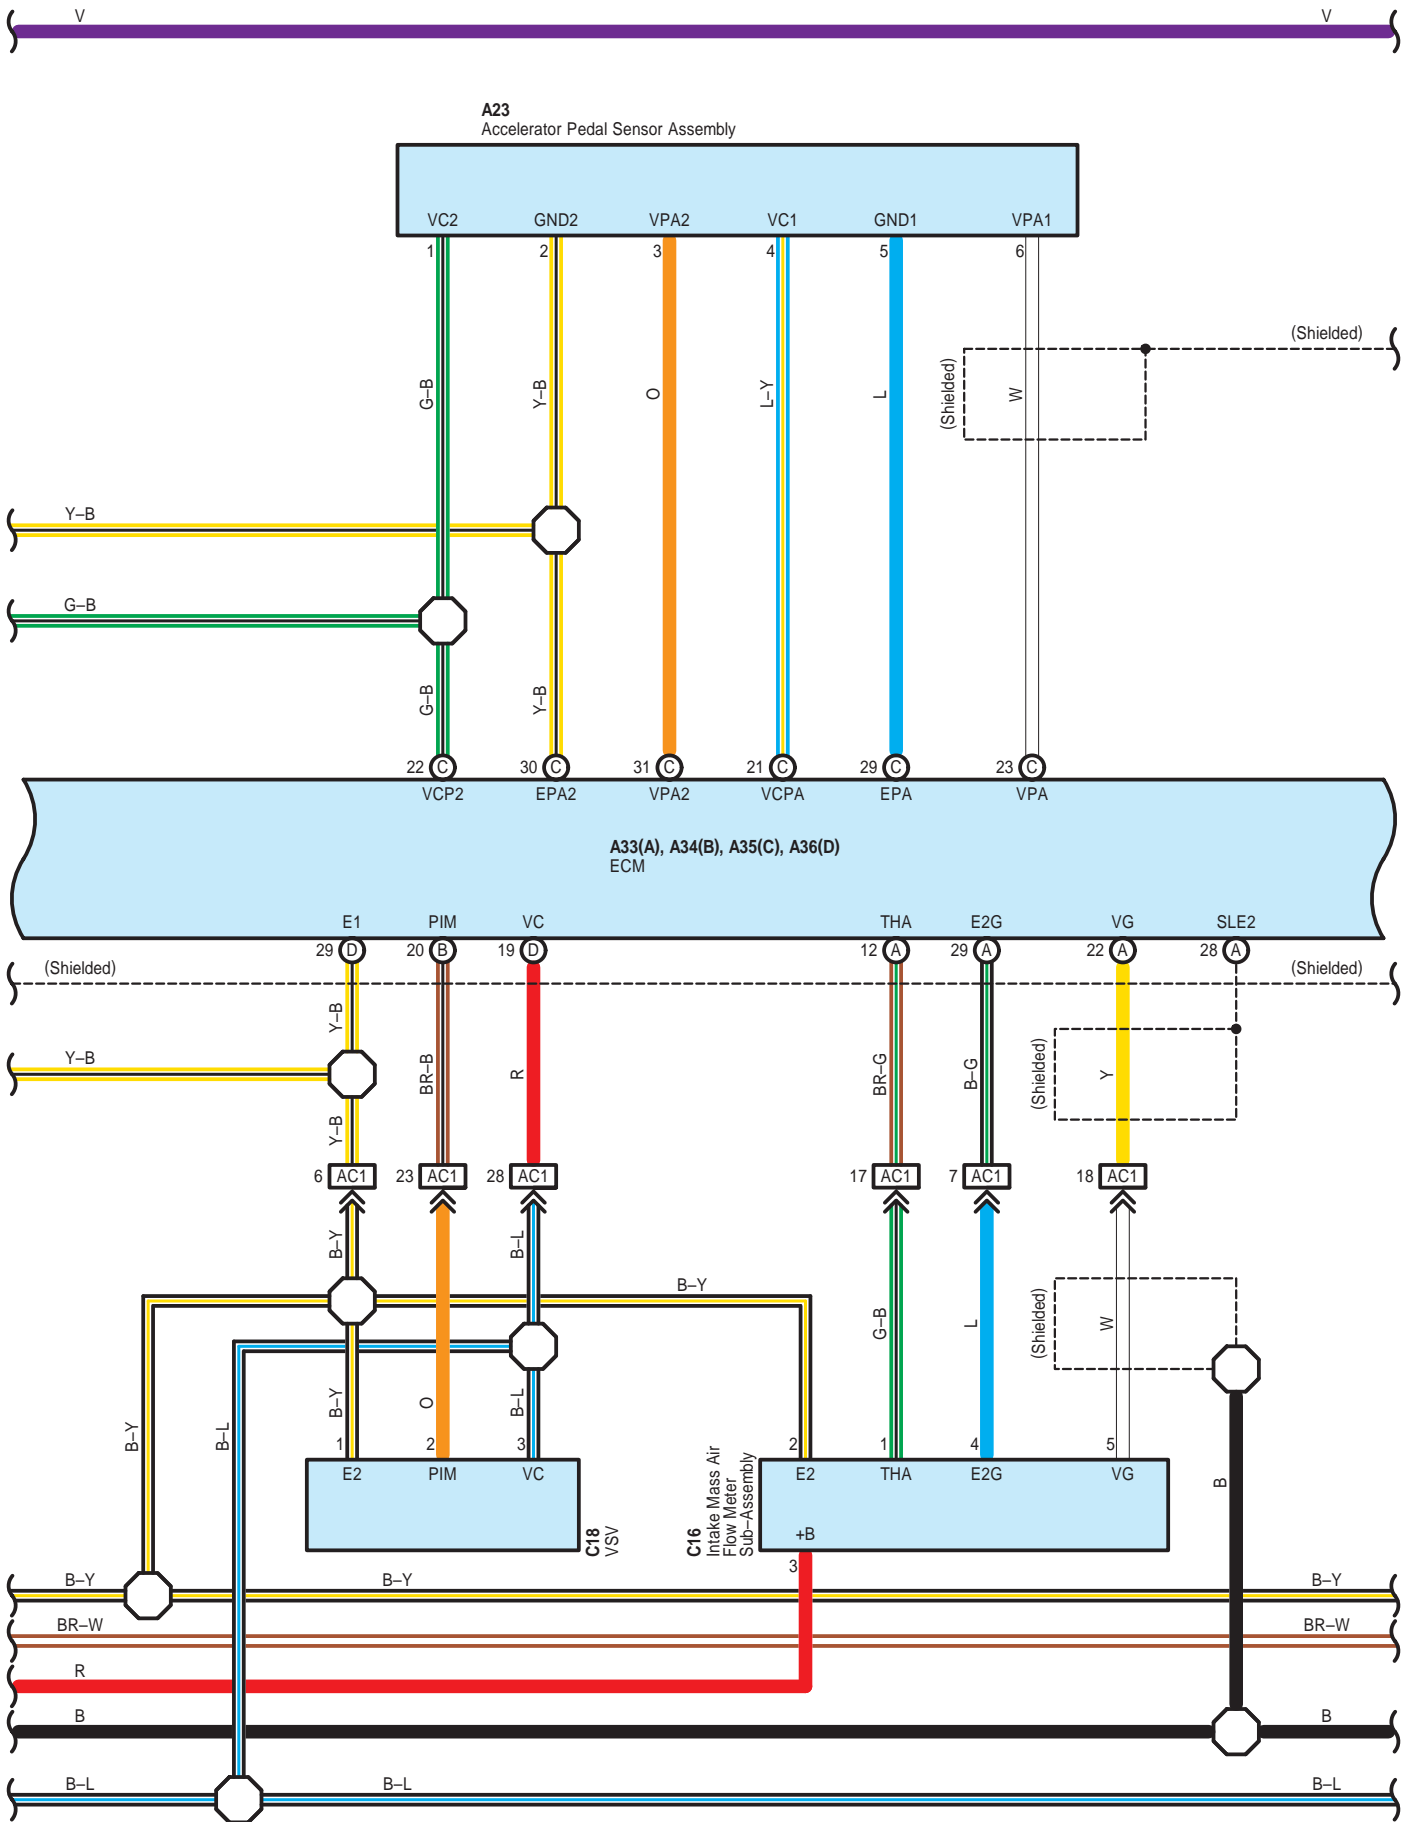 V V
A23
Accelerator Pedal Sensor Assembly
VC2 GND2 VPA2 VC1 GND1 VPA1
1 2 3 4 5 6
(Shielded)
(Shielded)
G–B Y–B O L–Y L W
Y–B
G–B
G–B Y–B
22 C 30 C 31 C 21 C 29 C 23 C
VCP2 EPA2 VPA2 VCPA EPA VPA
A33(A), A34(B), A35(C), A36(D)
ECM
E1 PIM VC THA E2G VG SLE2
29 D 20 B 19 D 12 A 29 A 22 A 28 A
(Shielded) (Shielded)
Y–B
Y–B
BR–B R BR–G B–G (Shielded) Y
Y–B
6 AC1 23 AC1 28 AC1 17 AC1 7 AC1 18 AC1
B–Y B–L
B–Y
G–B L (Shielded) W
B–Y B–L B–Y O B–L
1 2 3 2 1 4 5
E2 PIM VC E2 THA E2G VG
B
C18
VSV
C16
Intake Mass Air
Flow Meter
Sub–Assembly
+B
3
B–Y B–Y B–Y
BR–W BR–W
R
B B
B–L B–L B–L